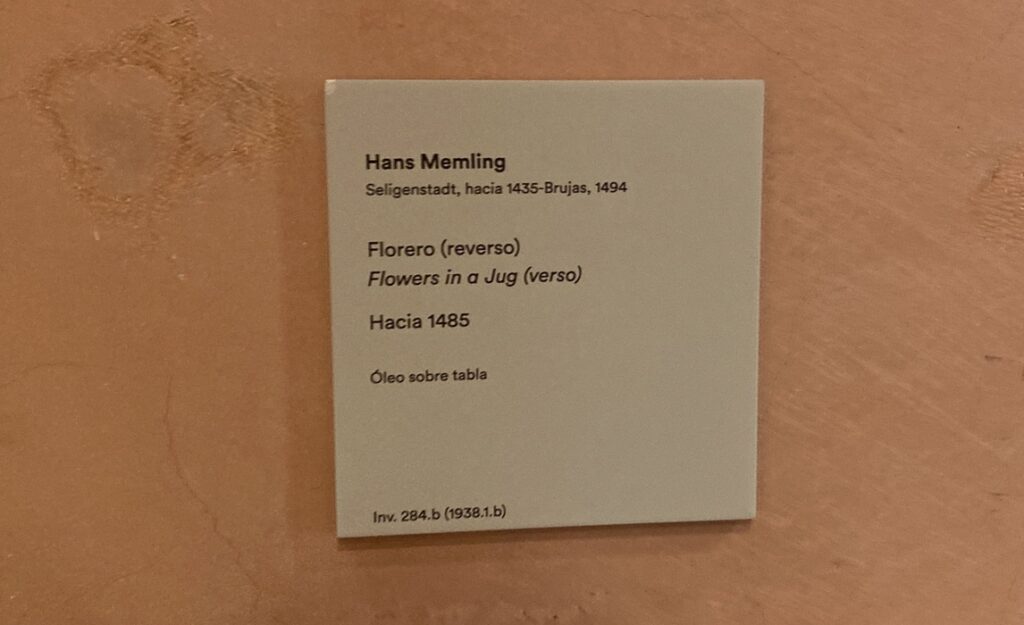 Hans Memling
Seligenstadt, hacia 1435-Brujas, 1494
Florero (reverso)
Flowers in a Jug (verso)
Hacia 1485
Óleo sobre tabla
Inv. 284.b (1938.1.b)